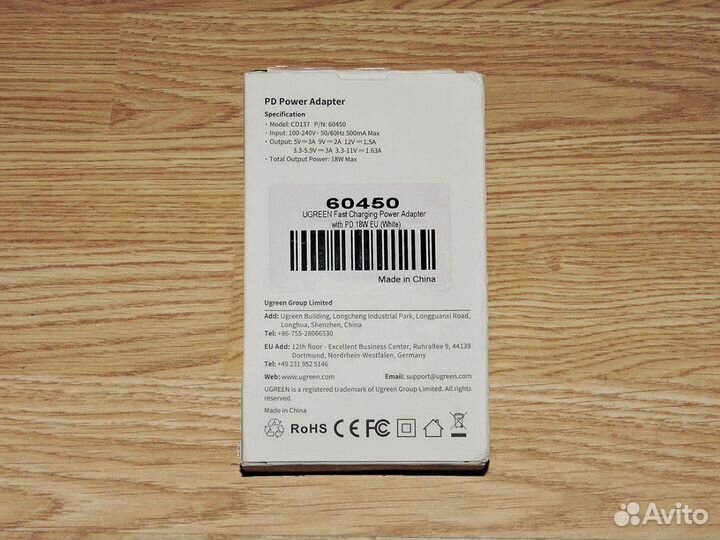 PD Power Adapter
Specification
· Model: CD137 P/N: 60450
· Input: 100-240V~ 50/60Hz 500mA Max
· Output: 5V⎓3A 9V⎓2A 12V⎓1.5A
3.3-5.9V⎓3A 3.3-11V⎓1.63A
· Total Output Power: 18W Max
60450
UGREEN Fast Charging Power Adapter
with PD 18W EU (White)
Made in China
Ugreen Group Limited
Add: Ugreen Building, Longcheng Industrial Park, Longguanxi Road,
Longhua, Shenzhen, China
Tel: +86-755-28066530
EU Add: 12th floor - Excellent Business Center, Ruhrallee 9, 44139
Dortmund, Nordrhein-Westfalen, Germany
Tel: +49 231 952 5146
Web: www.ugreen.com Email: support@ugreen.com
UGREEN is a registered trademark of Ugreen Group Limited. All rights
reserved.
Made in China
RoHS CE FC
Avito